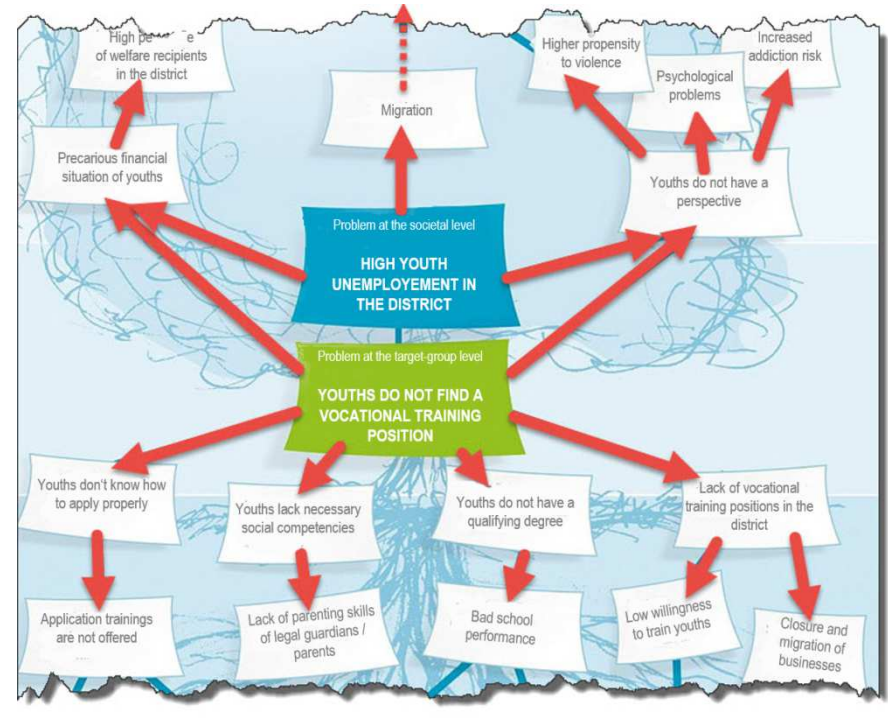 High pe      e
of welfare recipients
in the district
Higher propensity
to violence
Increased
addiction risk
Psychological
problems
Migration
Precarious financial
situation of youths
Youths do not have a
perspective
Problem at the societal level
HIGH YOUTH
UNEMPLOYEMENT IN
THE DISTRICT
Problem at the target-group level
YOUTHS DO NOT FIND A
VOCATIONAL TRAINING
POSITION
Youths don't know how
to apply properly
Youths lack necessary
social competencies
Youths do not have a
qualifying degree
Lack of vocational
training positions in the
district
Application trainings
are not offered
Lack of parenting skills
of legal guardians /
parents
Bad school
performance
Low willingness
to train youths
Closure and
migration of
businesses